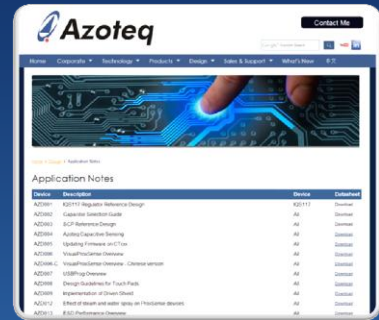 Azoteq
Contact Me
Home Corporate Technology Products Design Sales & Support What's New
Home > Design > Application Notes
Application Notes
Device Description Device Datasheet
AZD001 Regulator Reference Design Download
AZD002 Capacitor Selection Guide All Download
AZD003 Reference Design All Download
AZD004 Azoteq Capacitive Sensing All Download
AZD005 Updating Firmware on All Download
AZD006 VisualProxSense Overview All Download
AZD006-C VisualProxSense Overview - Chinese version All Download
AZD007 USBProg Overview All Download
AZD008 Design Guidelines for Touch Pads All Download
AZD009 Implementation of Driven Shield All Download
AZD012 Effect of steam and water spray on ProxSense devices All Download
AZD013 ESD Performance Overview All Download